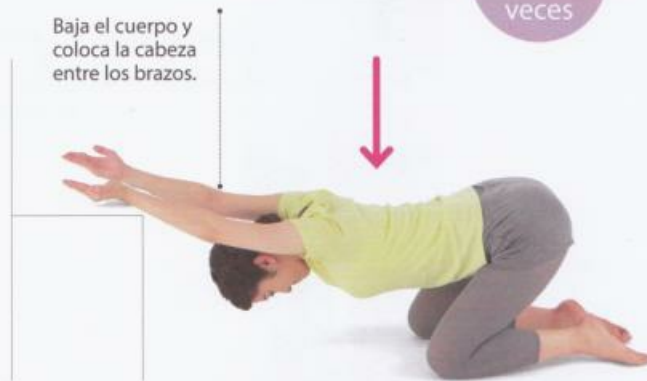 veces
Baja el cuerpo y
coloca la cabeza
entre los brazos.